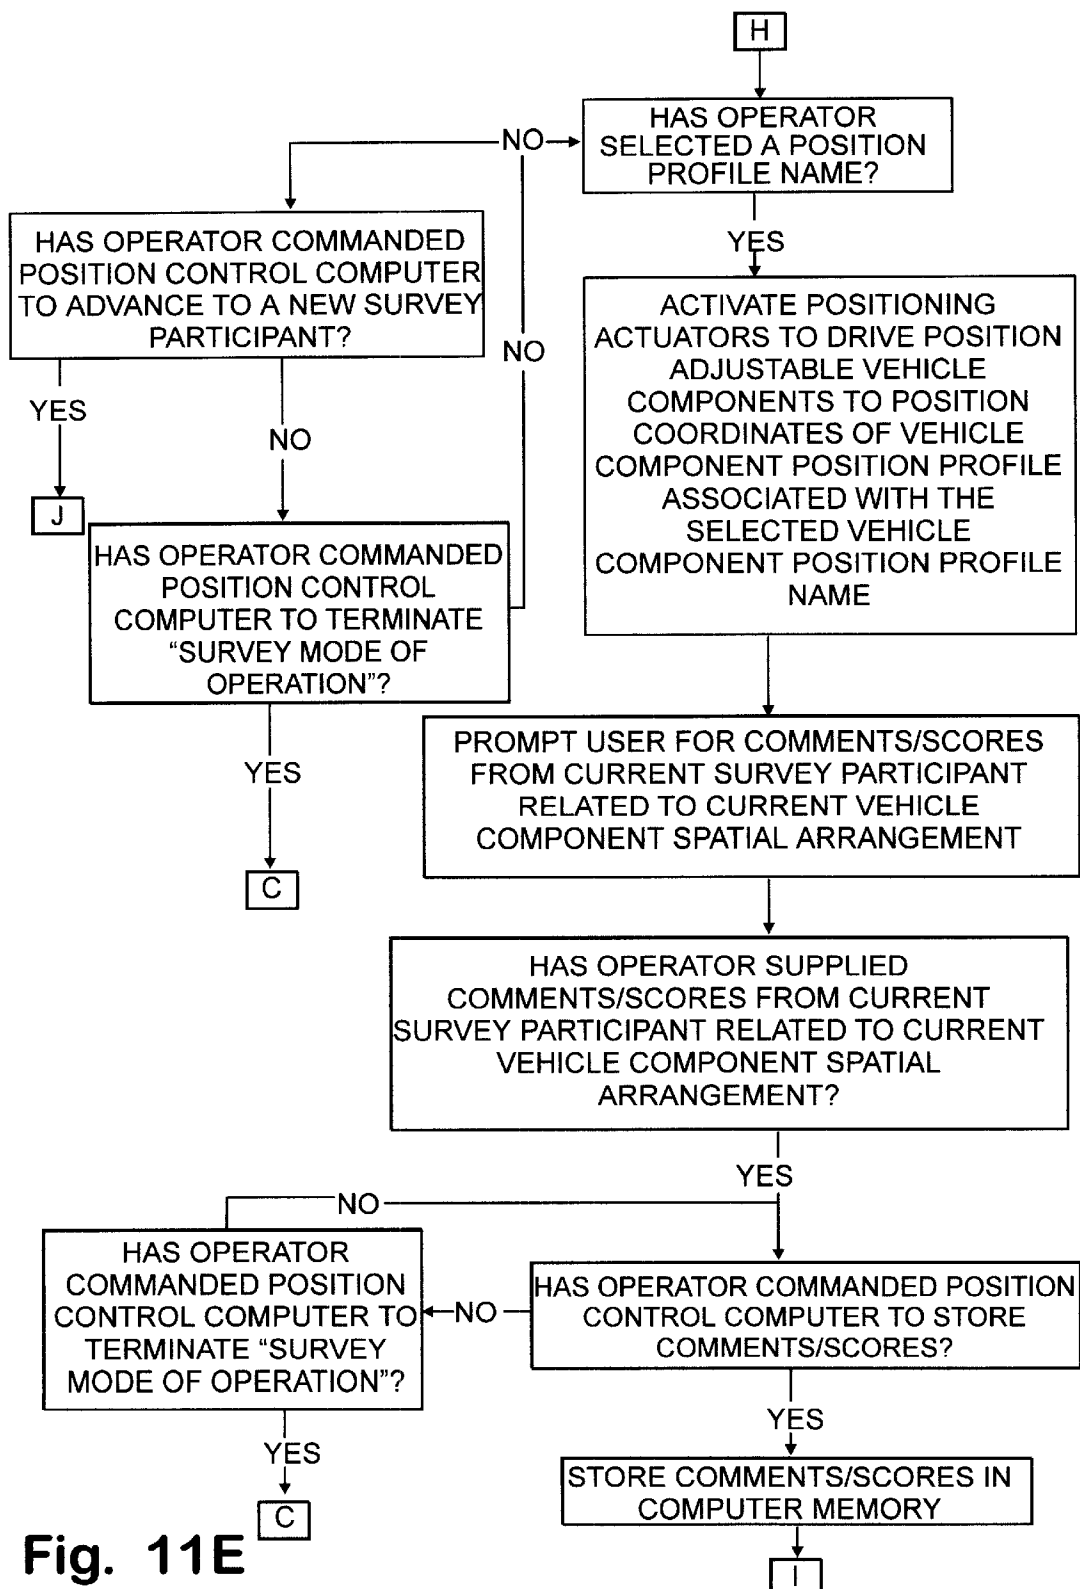 H
HAS OPERATOR
SELECTED A POSITION
PROFILE NAME?
NO
YES
HAS OPERATOR COMMANDED
POSITION CONTROL COMPUTER
TO ADVANCE TO A NEW SURVEY
PARTICIPANT?
YES
J
NO
NO
HAS OPERATOR COMMANDED
POSITION CONTROL
COMPUTER TO TERMINATE
“SURVEY MODE OF
OPERATION”?
YES
C
ACTIVATE POSITIONING
ACTUATORS TO DRIVE POSITION
ADJUSTABLE VEHICLE
COMPONENTS TO POSITION
COORDINATES OF VEHICLE
COMPONENT POSITION PROFILE
ASSOCIATED WITH THE
SELECTED VEHICLE
COMPONENT POSITION PROFILE
NAME
PROMPT USER FOR COMMENTS/SCORES
FROM CURRENT SURVEY PARTICIPANT
RELATED TO CURRENT VEHICLE
COMPONENT SPATIAL ARRANGEMENT
HAS OPERATOR SUPPLIED
COMMENTS/SCORES FROM CURRENT
SURVEY PARTICIPANT RELATED TO CURRENT
VEHICLE COMPONENT SPATIAL
ARRANGEMENT?
YES
NO
HAS OPERATOR
COMMANDED POSITION
CONTROL COMPUTER TO
TERMINATE “SURVEY
MODE OF OPERATION”?
NO
HAS OPERATOR COMMANDED POSITION
CONTROL COMPUTER TO STORE
COMMENTS/SCORES?
YES
C
YES
STORE COMMENTS/SCORES IN
COMPUTER MEMORY
I
Fig. 11E